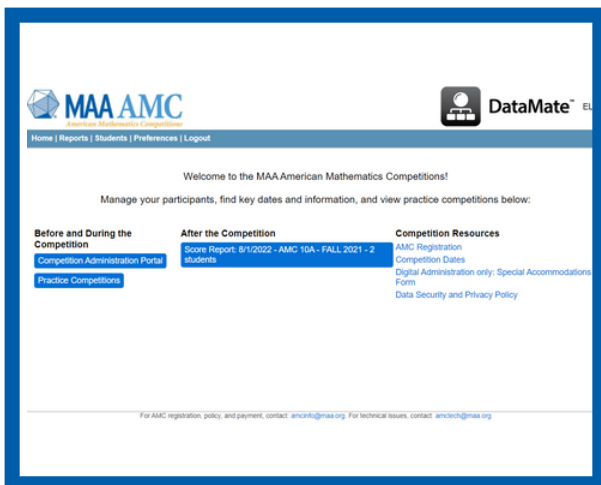 MAA AMC
American Mathematics Competitions
DataMate™ EL
Home | Reports | Students | Preferences | Logout
Welcome to the MAA American Mathematics Competitions!
Manage your participants, find key dates and information, and view practice competitions below:
Before and During the
Competition
Competition Administration Portal
Practice Competitions
After the Competition
Score Report: 8/1/2022 - AMC 10A - FALL 2021 - 2
students
Competition Resources
AMC Registration
Competition Dates
Digital Administration only: Special Accommodations
Form
Data Security and Privacy Policy
For AMC registration, policy, and payment, contact: amcinfo@maa.org. For technical issues, contact: amctech@maa.org